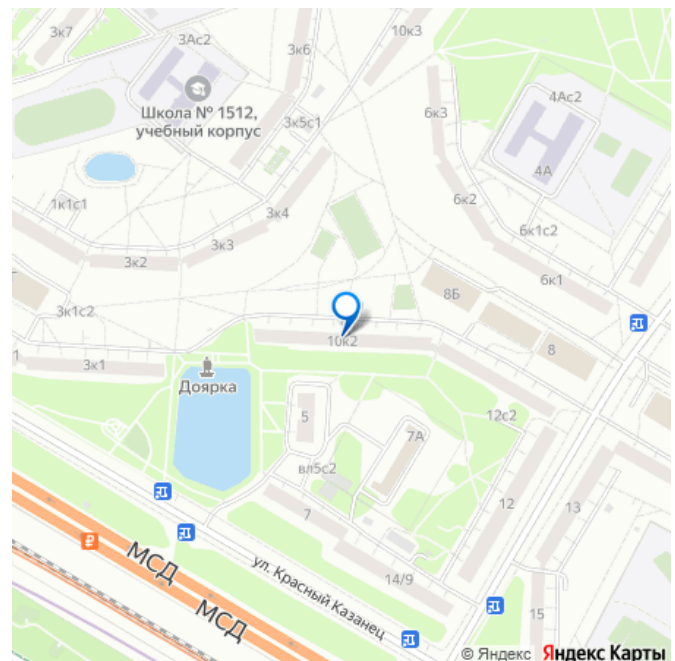 3к7
3Ас2
3к6
10к3
Школа № 1512,
учебный корпус
3к5с1
6к3
4Ас2
4А
1к1с1
3к4
3к3
3к2
6к2
6к1с2
6к1
3к1с2
8Б
10к2
8
1
3к1
Доярка
5
7А
12с2
вл5с2
7
12
13
14/9
15
МСД
МСД
ул. Красный Казанец
© Яндекс Яндекс Карты